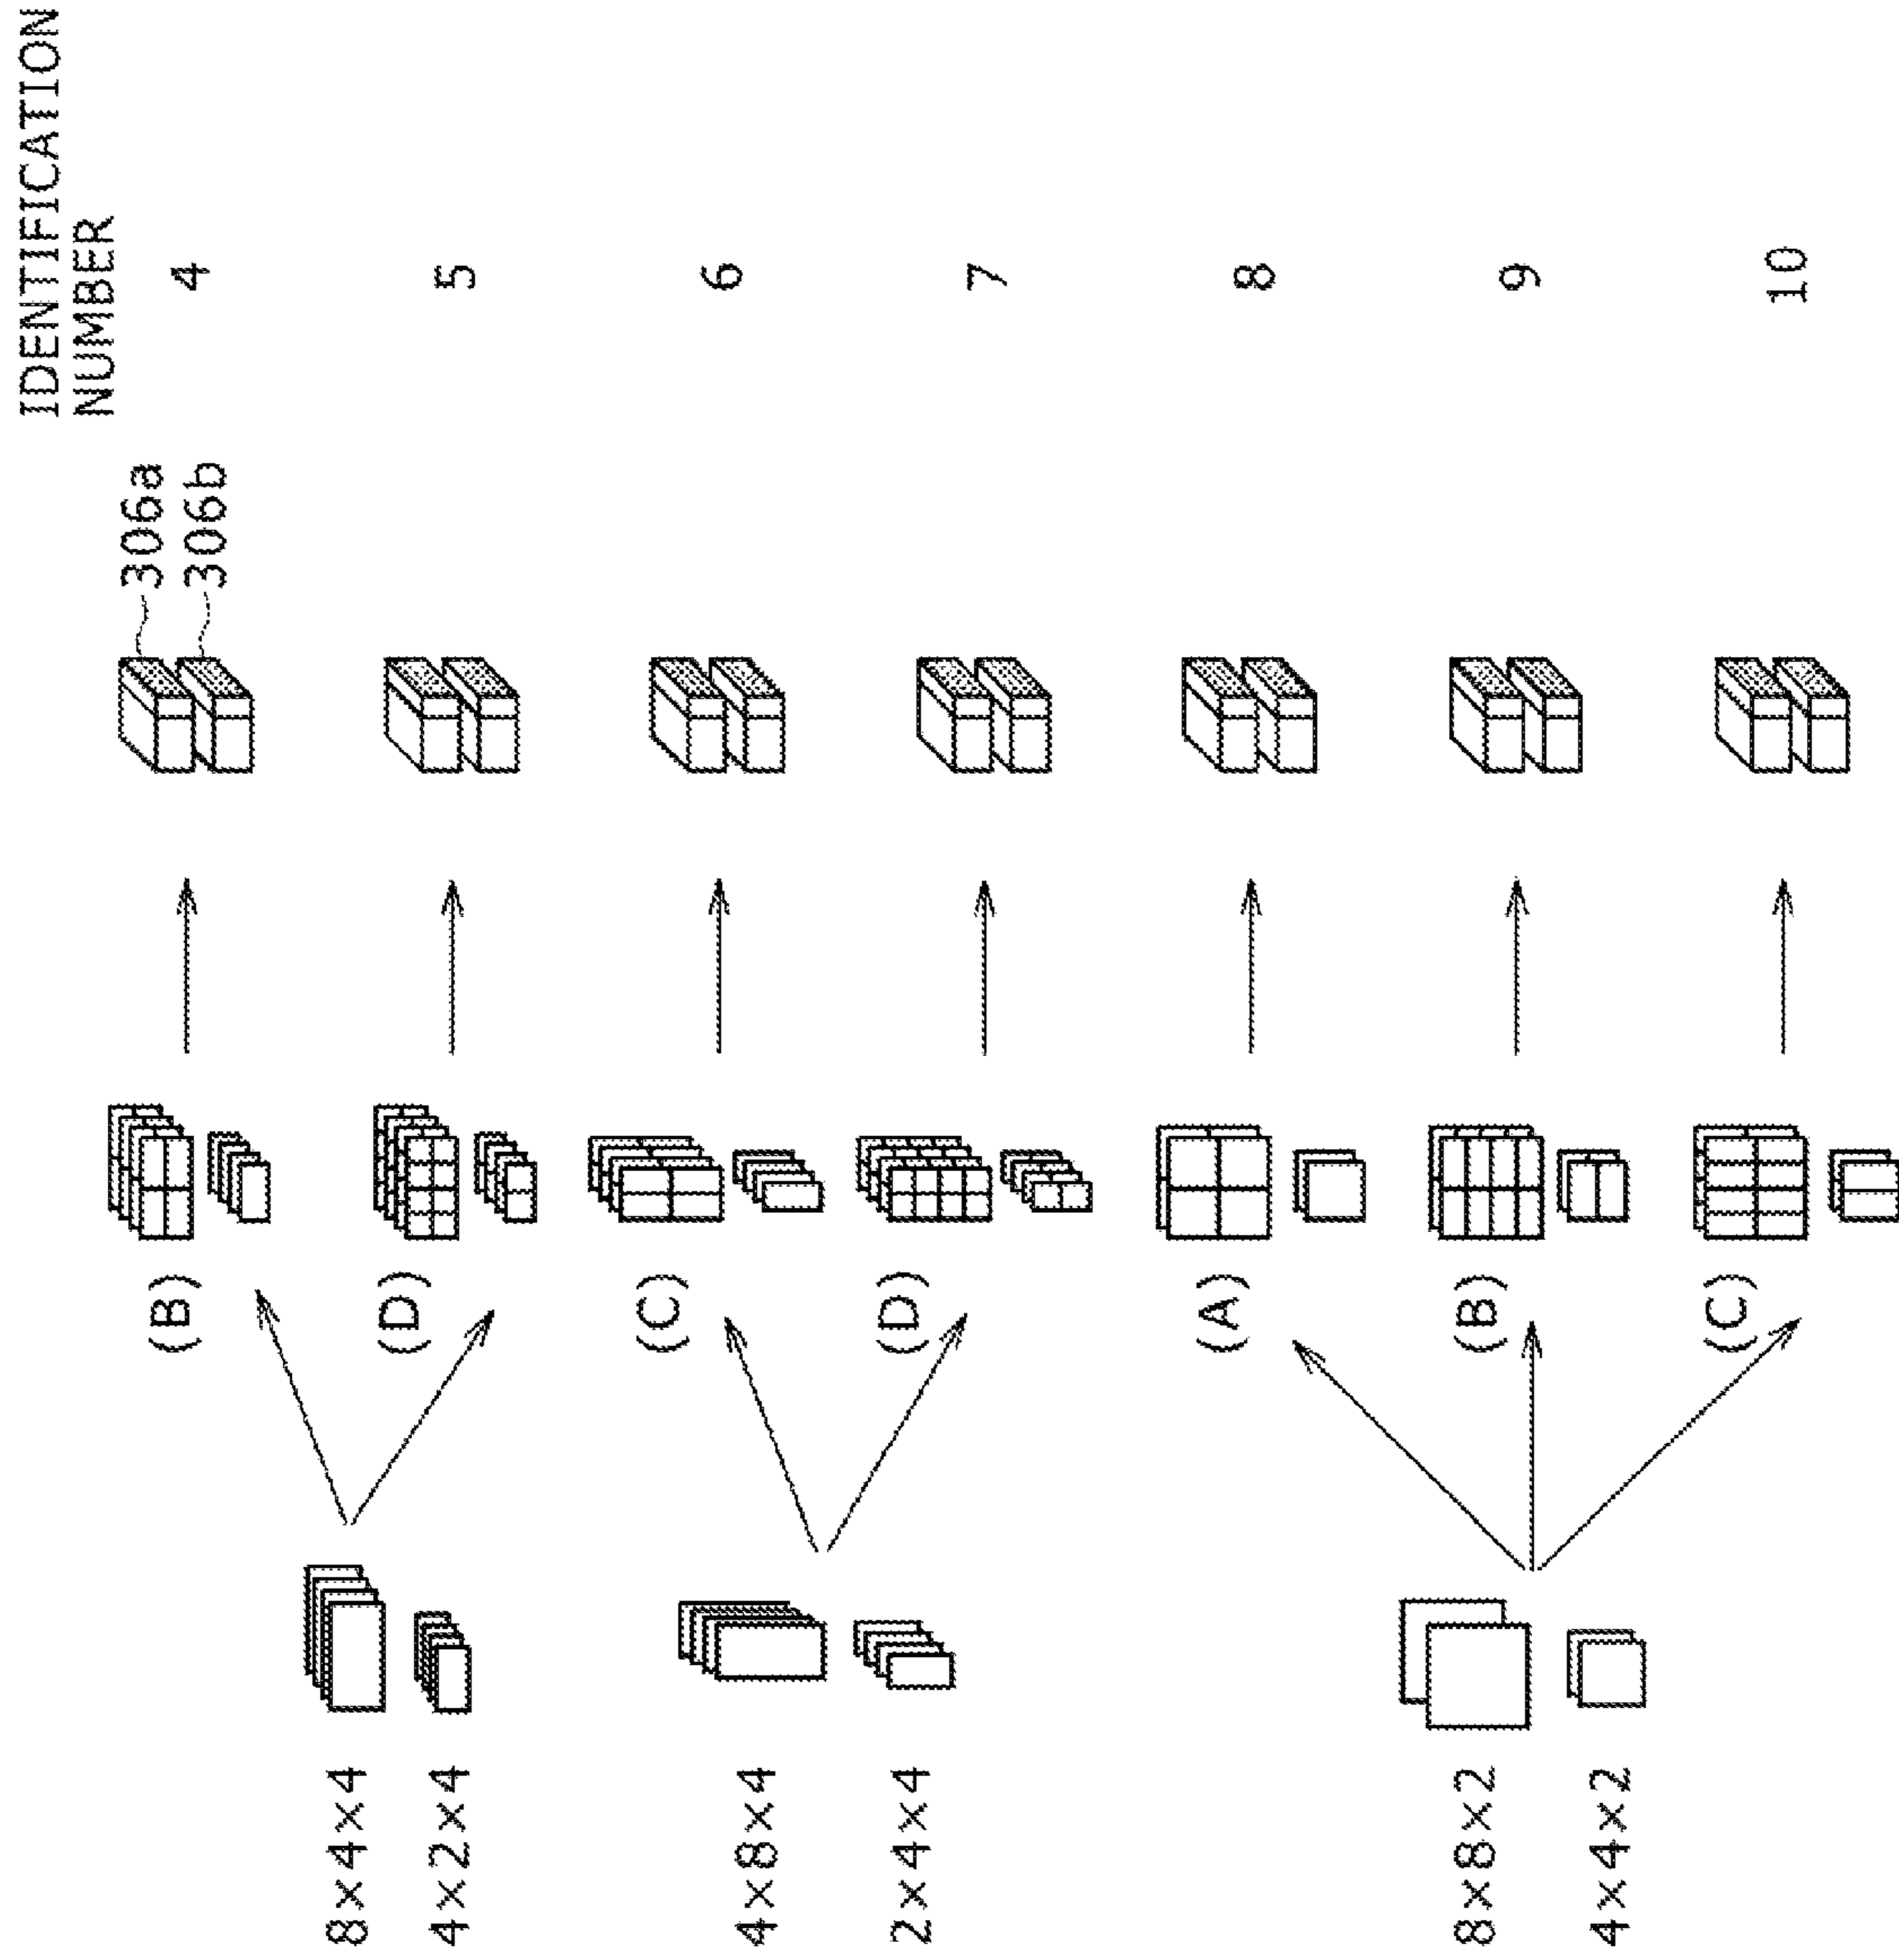 IDENTIFICATION
NUMBER
306a
306b
8×4×4
4×2×4
(B)
4
(D)
5
4×8×4
2×4×4
(C)
6
(D)
7
8×8×2
4×4×2
(A)
8
(B)
9
(C)
10